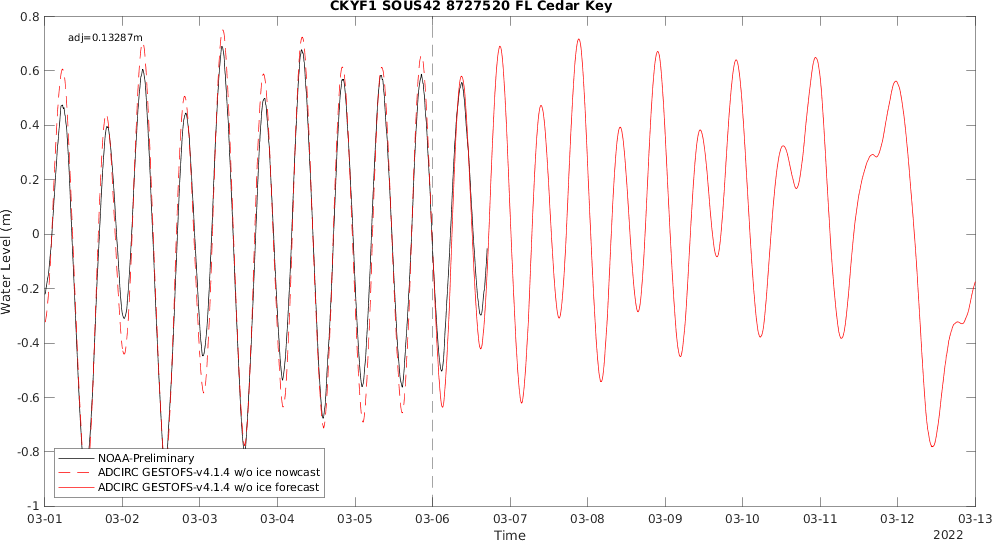 CKYF1 SOUS42 8727520 FL Cedar Key
adj=0.13287m
0.8
0.6
0.4
0.2
0
-0.2
-0.4
-0.6
-0.8
-1
Water Level (m)
NOAA-Preliminary
ADCIRC GESTOFS-v4.1.4 w/o ice nowcast
ADCIRC GESTOFS-v4.1.4 w/o ice forecast
03-01 03-02 03-03 03-04 03-05 03-06 03-07 03-08 03-09 03-10 03-11 03-12 03-13
Time
2022